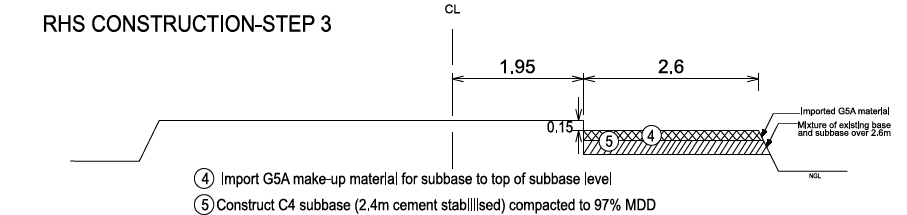 CL
RHS CONSTRUCTION-STEP 3
1.95
2.6
Imported G5A material
0.15
4
Mixture of existing base
and subbase over 2.6m
5
NGL
4 Import G5A make-up material for subbase to top of subbase level
5 Construct C4 subbase (2.4m cement stabillised) compacted to 97% MDD